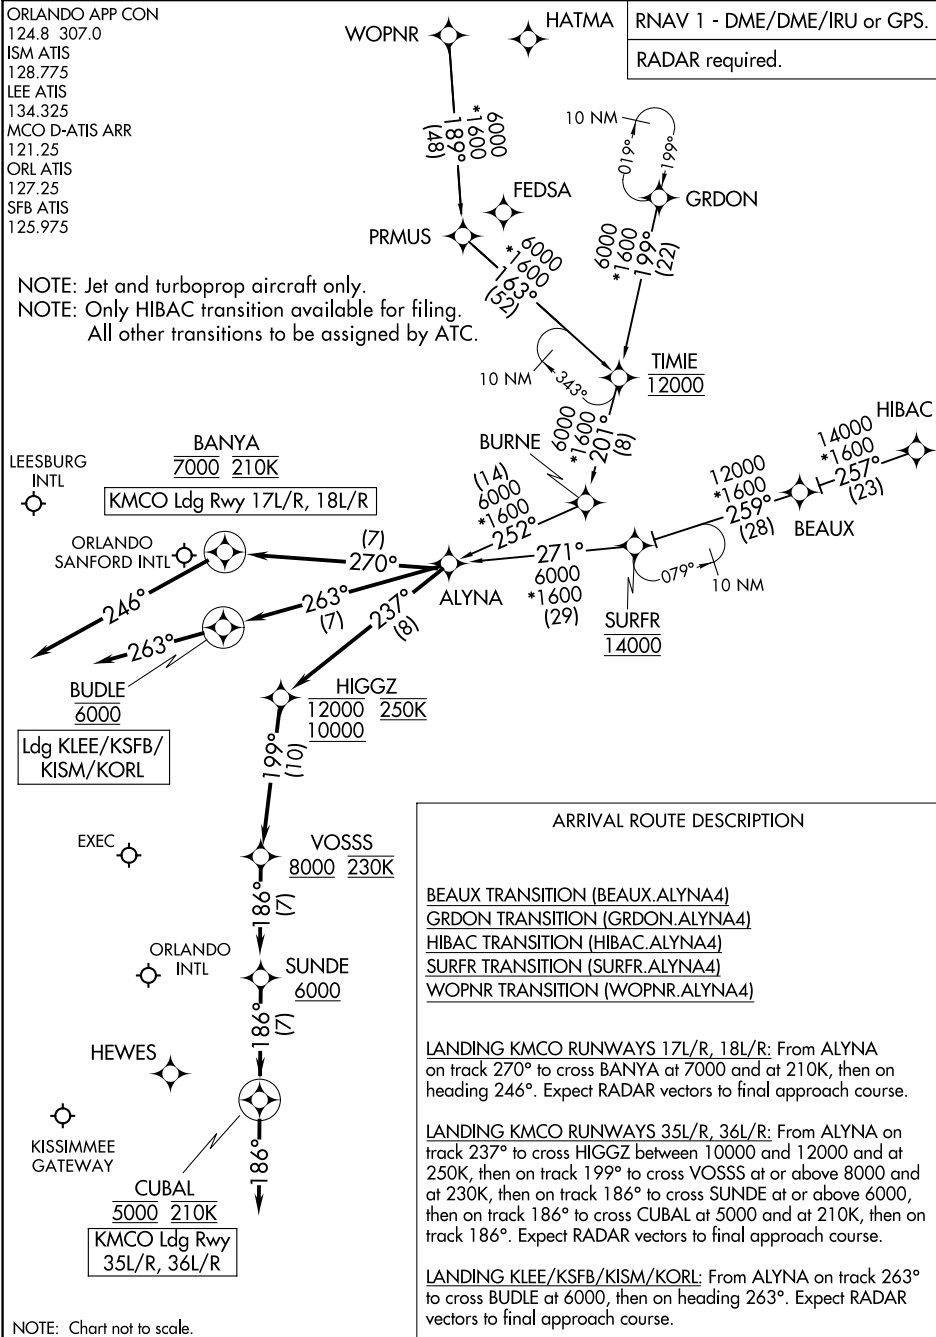 ORLANDO APP CON
124.8 307.0
ISM ATIS
128.775
LEE ATIS
134.325
MCO D-ATIS ARR
121.25
ORL ATIS
127.25
SFB ATIS
125.975
RNAV 1 - DME/DME/IRU or GPS.
RADAR required.
WOPNR
HATMA
6000
*1600
189°
(48)
10 NM
019°
199°
GRDON
FEDSA
PRMUS
6000
*1600
163°
(52)
6000
*1600
199°
(22)
NOTE: Jet and turboprop aircraft only.
NOTE: Only HIBAC transition available for filing.
All other transitions to be assigned by ATC.
10 NM
343°
TIMIE
12000
6000
*1600
201°
(8)
HIBAC
14000
*1600
257°
(23)
BURNE
12000
*1600
259°
(28)
BEAUX
BANYA
7000 210K
KMCO Ldg Rwy 17L/R, 18L/R
LEESBURG
INTL
(14)
6000
*1600
252°
ORLANDO
SANFORD INTL
(7)
270°
246°
ALYNA
271°
6000
*1600
(29)
079°
10 NM
SURFR
14000
263°
(7)
237°
(8)
263°
BUDLE
6000
Ldg KLEE/KSFB/
KISM/KORL
HIGGZ
12000 250K
10000
199°
(10)
EXEC
VOSSS
8000 230K
186°
(7)
ORLANDO
INTL
SUNDE
6000
186°
(7)
HEWES
KISSIMMEE
GATEWAY
186°
CUBAL
5000 210K
KMCO Ldg Rwy
35L/R, 36L/R
ARRIVAL ROUTE DESCRIPTION
BEAUX TRANSITION (BEAUX.ALYNA4)
GRDON TRANSITION (GRDON.ALYNA4)
HIBAC TRANSITION (HIBAC.ALYNA4)
SURFR TRANSITION (SURFR.ALYNA4)
WOPNR TRANSITION (WOPNR.ALYNA4)
LANDING KMCO RUNWAYS 17L/R, 18L/R: From ALYNA
on track 270° to cross BANYA at 7000 and at 210K, then on
heading 246°. Expect RADAR vectors to final approach course.
LANDING KMCO RUNWAYS 35L/R, 36L/R: From ALYNA on
track 237° to cross HIGGZ between 10000 and 12000 and at
250K, then on track 199° to cross VOSSS at or above 8000 and
at 230K, then on track 186° to cross SUNDE at or above 6000,
then on track 186° to cross CUBAL at 5000 and at 210K, then on
track 186°. Expect RADAR vectors to final approach course.
LANDING KLEE/KSFB/KISM/KORL: From ALYNA on track 263°
to cross BUDLE at 6000, then on heading 263°. Expect RADAR
vectors to final approach course.
NOTE: Chart not to scale.